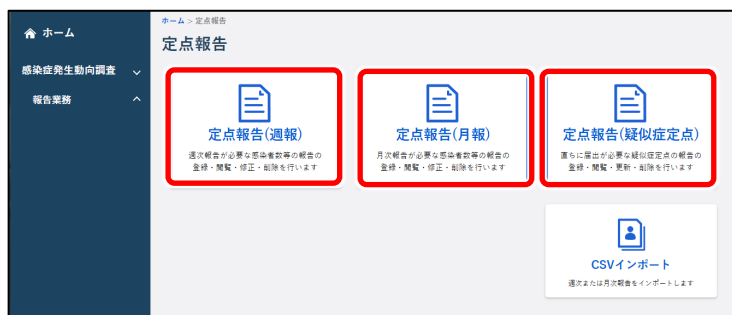 ホーム
感染症発生動向調査
報告業務
ホーム > 定点報告
定点報告
定点報告(週報)
週次報告が必要な感染者数等の報告の
登録・閲覧・修正・削除を行います
定点報告(月報)
月次報告が必要な感染者数等の報告の
登録・閲覧・修正・削除を行います
定点報告(疑似症定点)
直ちに届出が必要な疑似症定点の報告の
登録・閲覧・更新・削除を行います
CSVインポート
週次または月次報告をインポートします